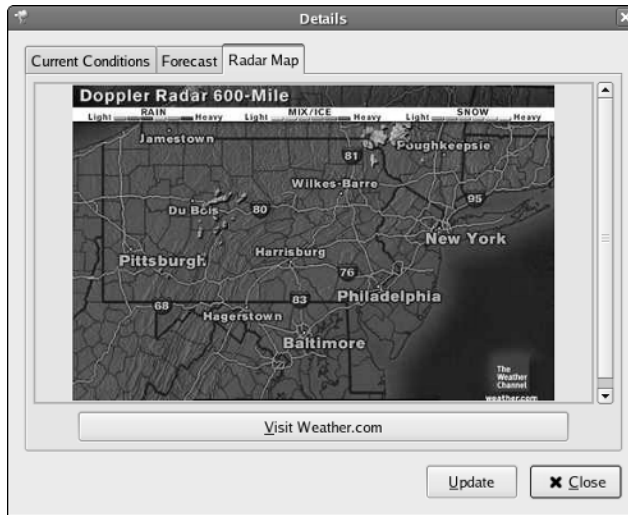 Details
Current Conditions Forecast Radar Map
Doppler Radar 600-Mile
RAIN MIX/ICE SNOW
Light Heavy Light Heavy Light Heavy
Jamestown
Poughkeepsie
81
Wilkes-Barre
95
Du Bois
80
New York
Pittsburgh
Harrisburg
76
Philadelphia
68
83
Hagerstown
Baltimore
The
Weather
Channel
weather.com
Visit Weather.com
Update Close